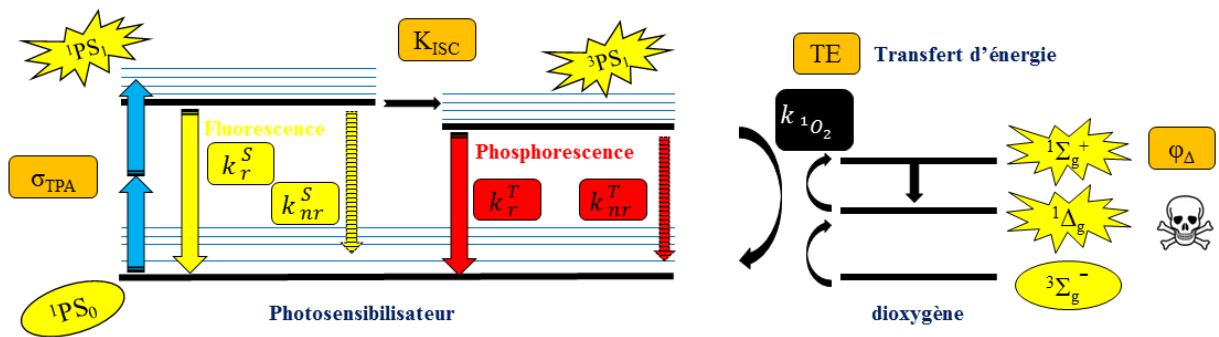 ¹PS₁
K_ISC
³PS₁
TE
Transfert d’énergie
Fluorescence
k_r^S
k_nr^S
Phosphorescence
k_r^T
k_nr^T
k_¹O₂
¹Σg⁺
φ_Δ
σ_TPA
¹Δg
¹PS₀
³Σg⁻
Photosensibilisateur
dioxygène